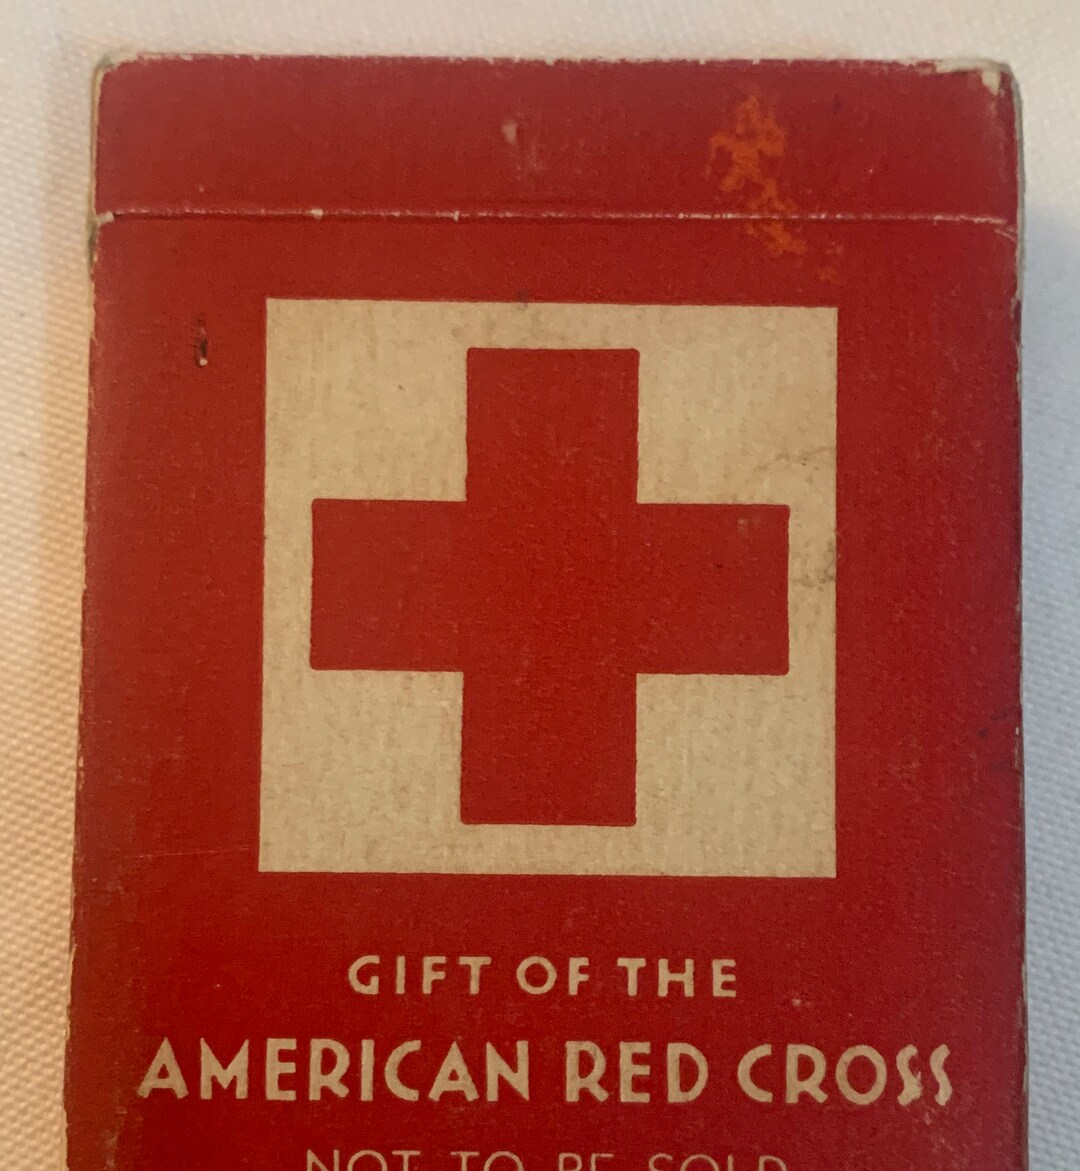 GIFT OF THE
AMERICAN RED CROSS
NOT TO BE SOLD